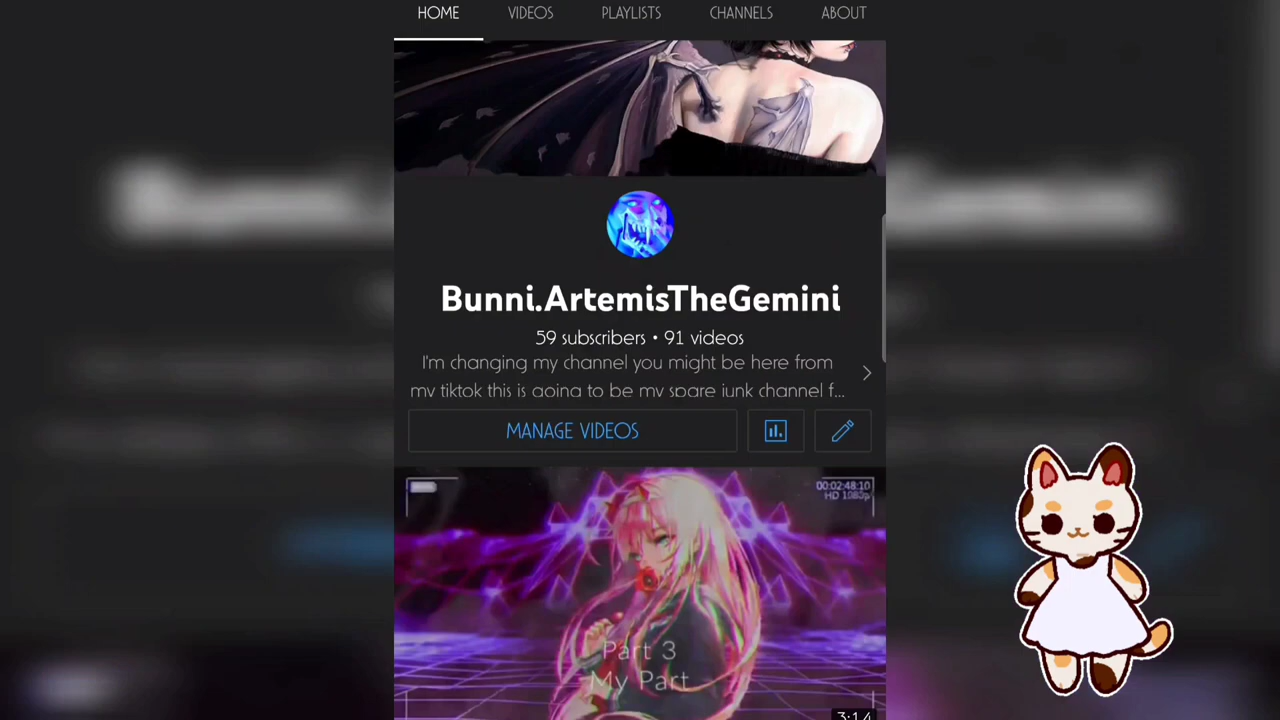 HOME VIDEOS PLAYLISTS CHANNELS ABOUT
Bunni.ArtemisTheGemini
59 subscribers • 91 videos
I'm changing my channel you might be here from
my tiktok this is going to be my spare junk channel f...
MANAGE VIDEOS
00:02:48:10
HD 1080p
Part 3
My Part
3:14